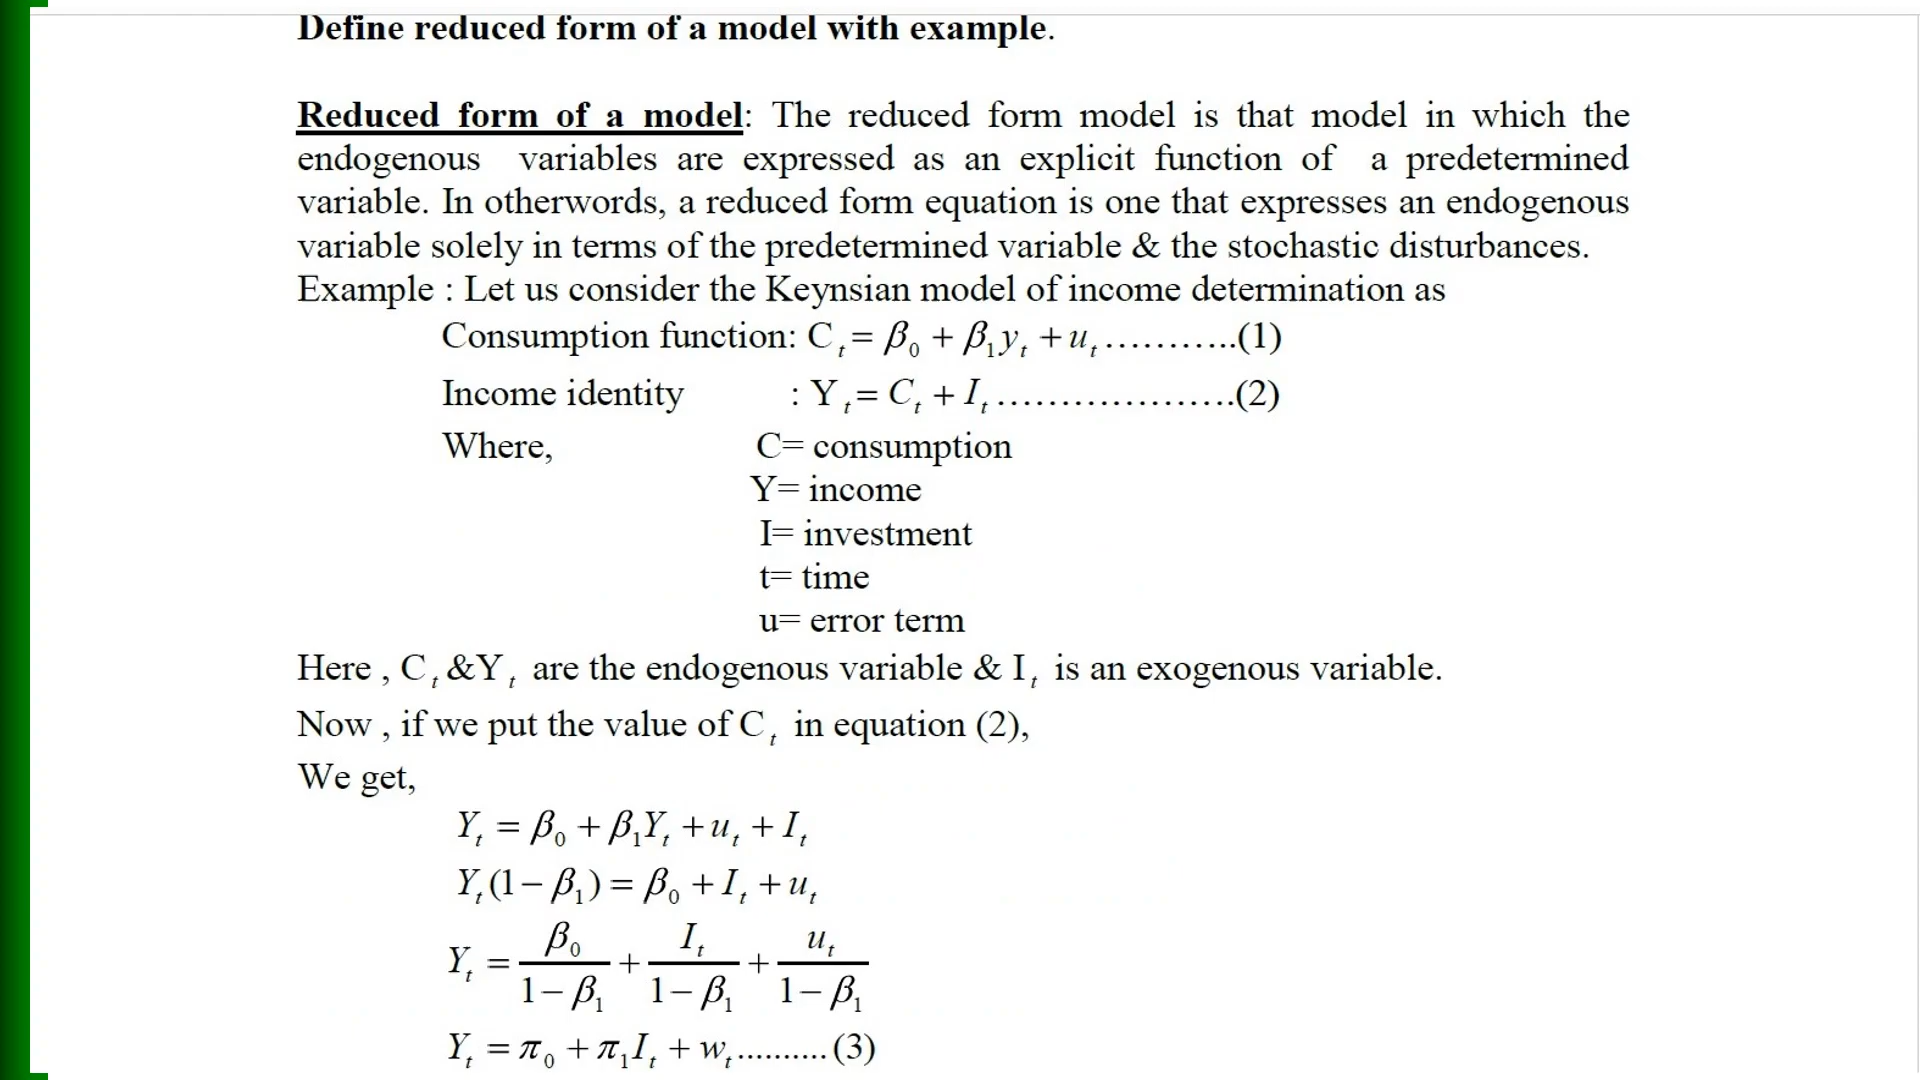 Define reduced form of a model with example.
Reduced form of a model: The reduced form model is that model in which the
endogenous variables are expressed as an explicit function of a predetermined
variable. In otherwords, a reduced form equation is one that expresses an endogenous
variable solely in terms of the predetermined variable & the stochastic disturbances.
Example : Let us consider the Keynsian model of income determination as
Consumption function: C_t = β_0 + β_1 y_t + u_t ...........(1)
Income identity : Y_t = C_t + I_t ...................(2)
Where, C= consumption
Y= income
I= investment
t= time
u= error term
Here , C_t &Y_t are the endogenous variable & I_t is an exogenous variable.
Now , if we put the value of C_t in equation (2),
We get,
Y_t = β_0 + β_1 Y_t + u_t + I_t
Y_t (1 − β_1) = β_0 + I_t + u_t
Y_t = β_0/(1 − β_1) + I_t/(1 − β_1) + u_t/(1 − β_1)
Y_t = π_0 + π_1 I_t + w_t ..........(3)